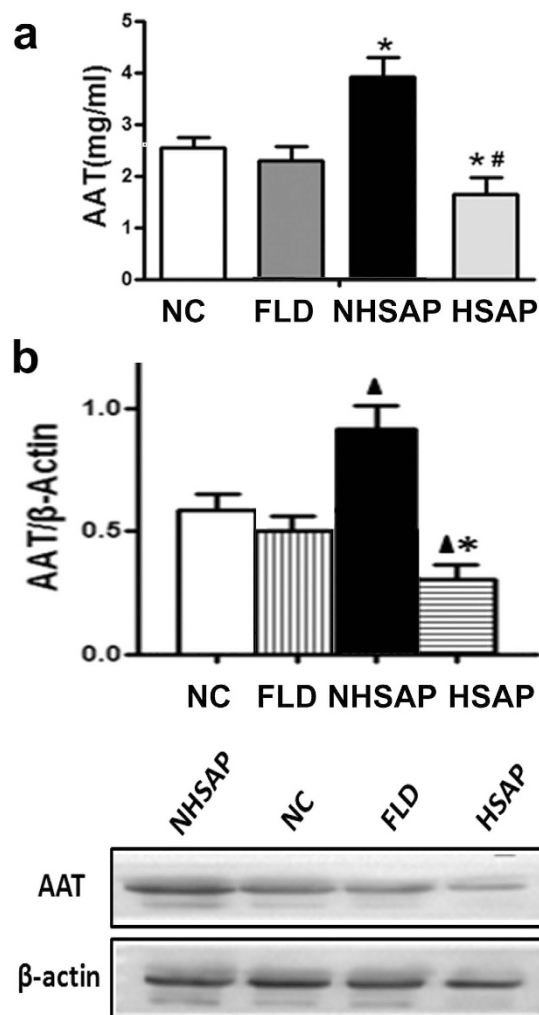 a
AAT(mg/ml)
5
4
3
2
1
0
*
* #
NC FLD NHSAP HSAP
b
AAT/β-Actin
1.0
0.5
0.0
▲
▲*
NC FLD NHSAP HSAP
NHSAP NC FLD HSAP
AAT
β-actin